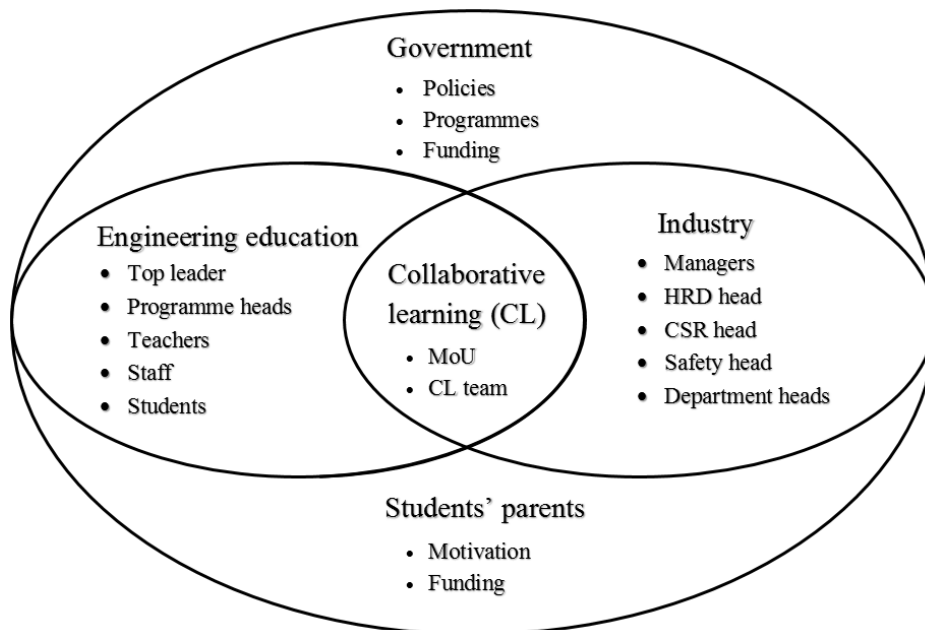 Government
• Policies
• Programmes
• Funding
Engineering education
• Top leader
• Programme heads
• Teachers
• Staff
• Students
Collaborative
learning (CL)
• MoU
• CL team
Industry
• Managers
• HRD head
• CSR head
• Safety head
• Department heads
Students’ parents
• Motivation
• Funding